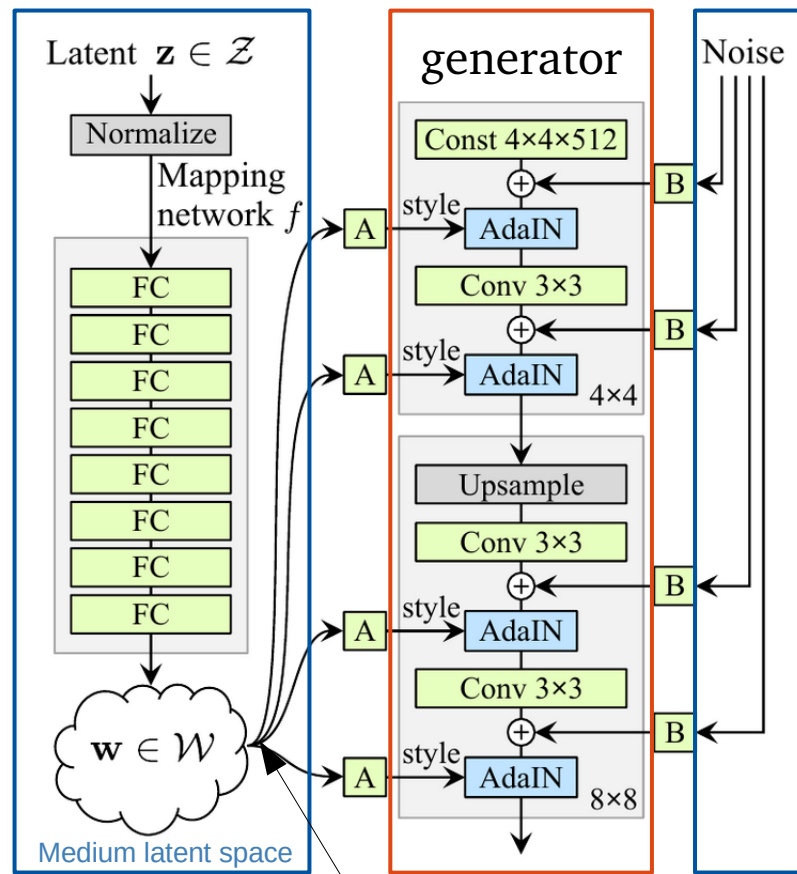 Latent z ∈ Z
Normalize
Mapping
network f
FC
FC
FC
FC
FC
FC
FC
FC
w ∈ W
Medium latent space
A
A
A
A
generator
Const 4×4×512
+
style
AdaIN
Conv 3×3
+
style
AdaIN
4×4
Upsample
Conv 3×3
+
style
AdaIN
Conv 3×3
+
style
AdaIN
8×8
Noise
B
B
B
B